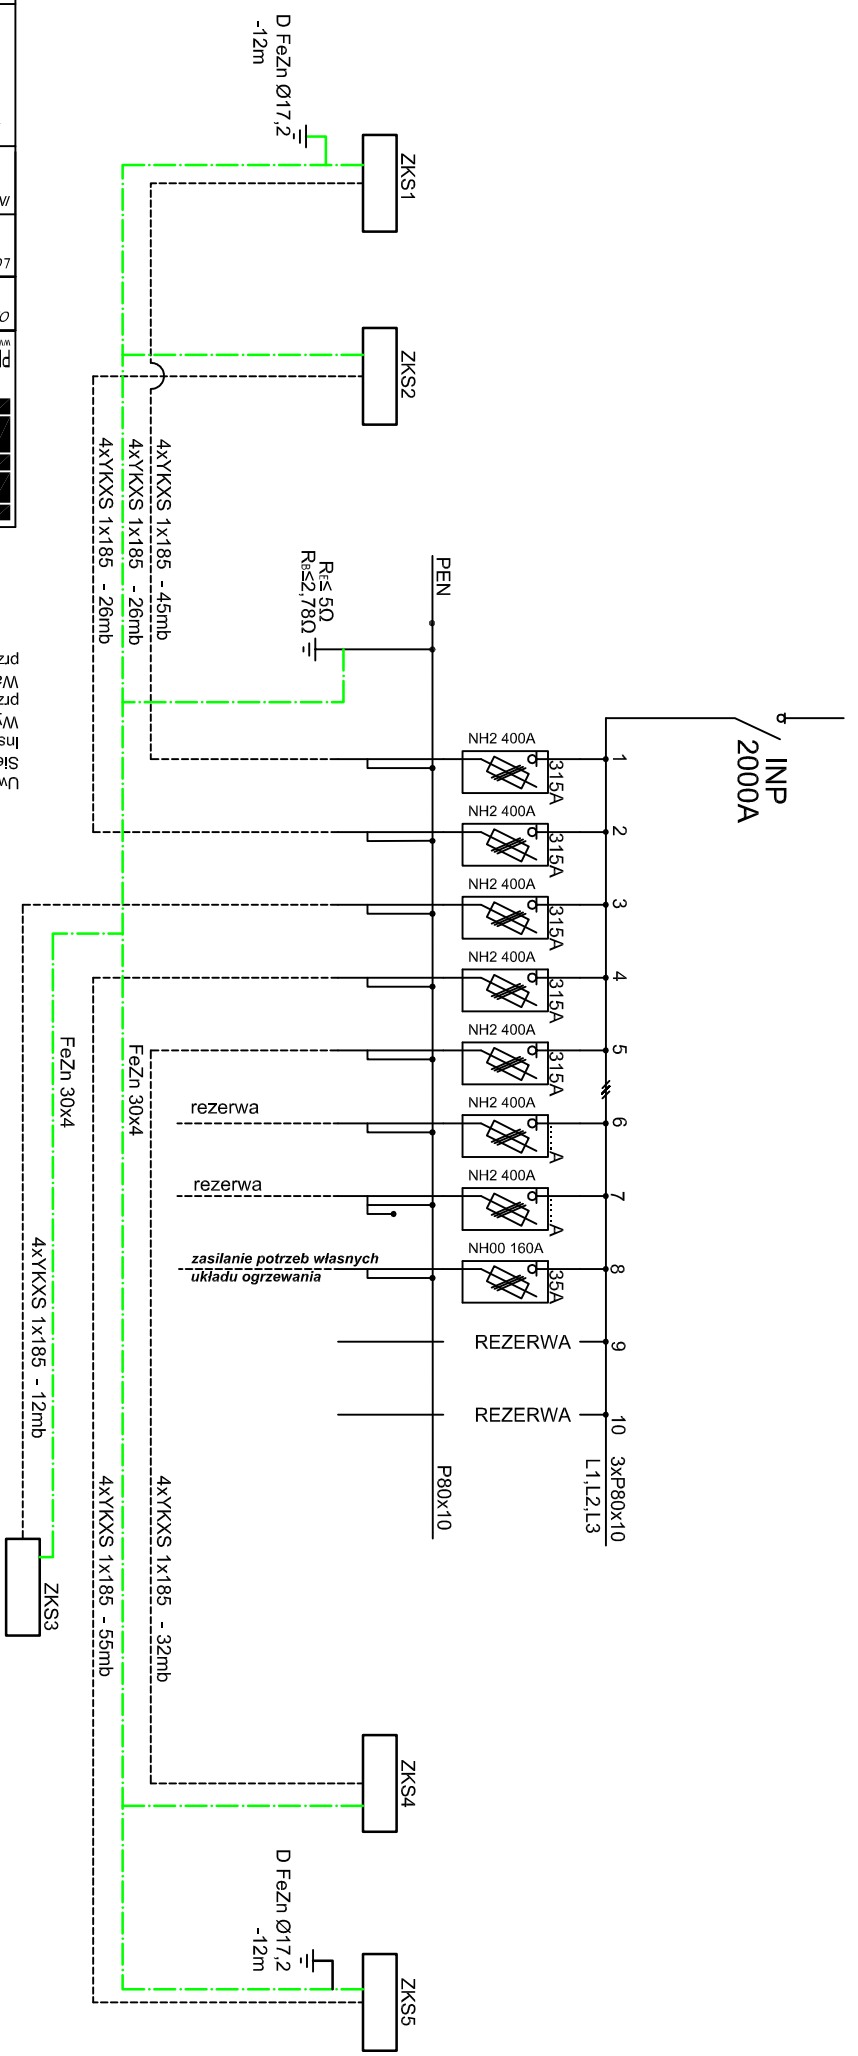 INP
2000A
3xP80x10
L1,L2,L3
1
2
3
4
5
6
7
8
9
10
315A
315A
315A
315A
315A
........A
........A
35A
NH2 400A
NH2 400A
NH2 400A
NH2 400A
NH2 400A
NH2 400A
NH2 400A
NH00 160A
REZERWA
REZERWA
PEN
P80x10
RE≤ 5Ω
RB≤2,78Ω
rezerwa
rezerwa
zasilanie potrzeb własnych
układu ogrzewania
ZKS1
ZKS2
ZKS3
ZKS4
ZKS5
D FeZn Ø17,2
-12m
D FeZn Ø17,2
-12m
4xYKXS 1x185 - 45mb
4xYKXS 1x185 - 26mb
4xYKXS 1x185 - 26mb
FeZn 30x4
FeZn 30x4
4xYKXS 1x185 - 12mb
4xYKXS 1x185 - 32mb
4xYKXS 1x185 - 55mb